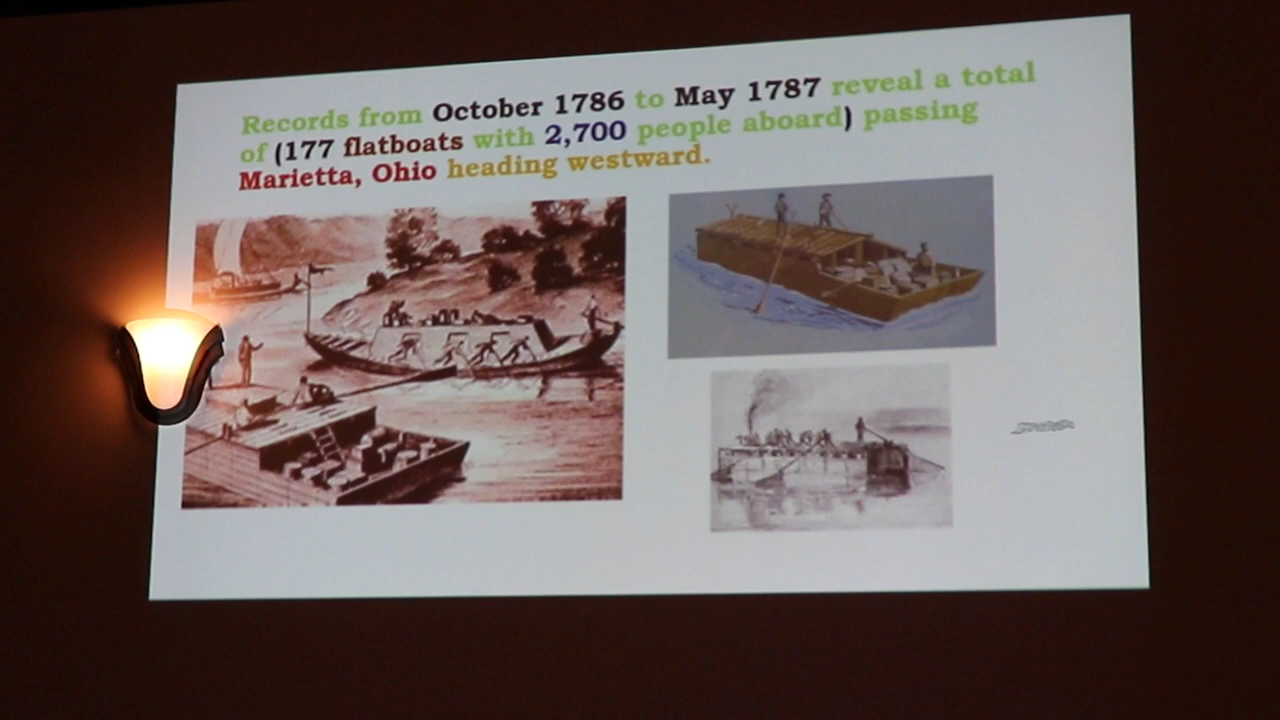 Records from October 1786 to May 1787 reveal a total
of (177 flatboats with 2,700 people aboard) passing
Marietta, Ohio heading westward.